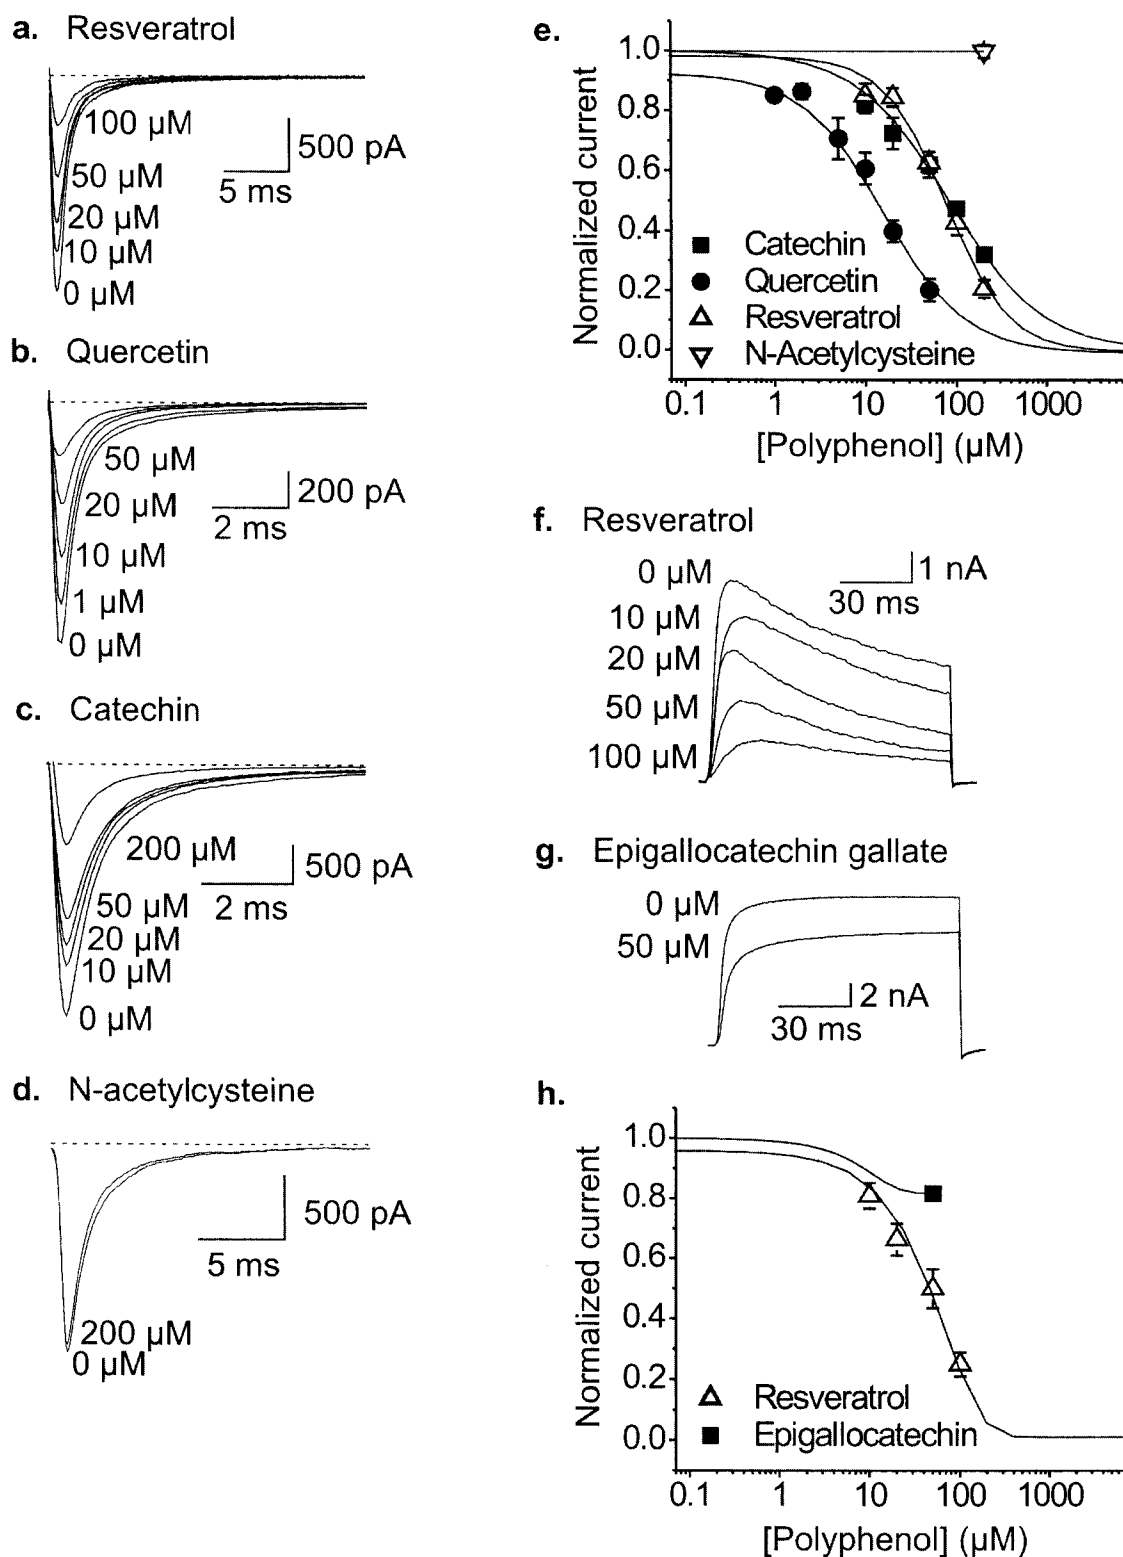 a. Resveratrol
100 µM
50 µM
20 µM
10 µM
0 µM
500 pA
5 ms
b. Quercetin
50 µM
20 µM
10 µM
1 µM
0 µM
200 pA
2 ms
c. Catechin
200 µM
50 µM
20 µM
10 µM
0 µM
500 pA
2 ms
d. N-acetylcysteine
500 pA
5 ms
200 µM
0 µM
e.
Normalized current
1.0
0.8
0.6
0.4
0.2
0.0
Catechin
Quercetin
Resveratrol
N-Acetylcysteine
0.1 1 10 100 1000
[Polyphenol] (µM)
f. Resveratrol
0 µM
10 µM
20 µM
50 µM
100 µM
1 nA
30 ms
g. Epigallocatechin gallate
0 µM
50 µM
2 nA
30 ms
h.
Normalized current
1.0
0.8
0.6
0.4
0.2
0.0
Resveratrol
Epigallocatechin
0.1 1 10 100 1000
[Polyphenol] (µM)